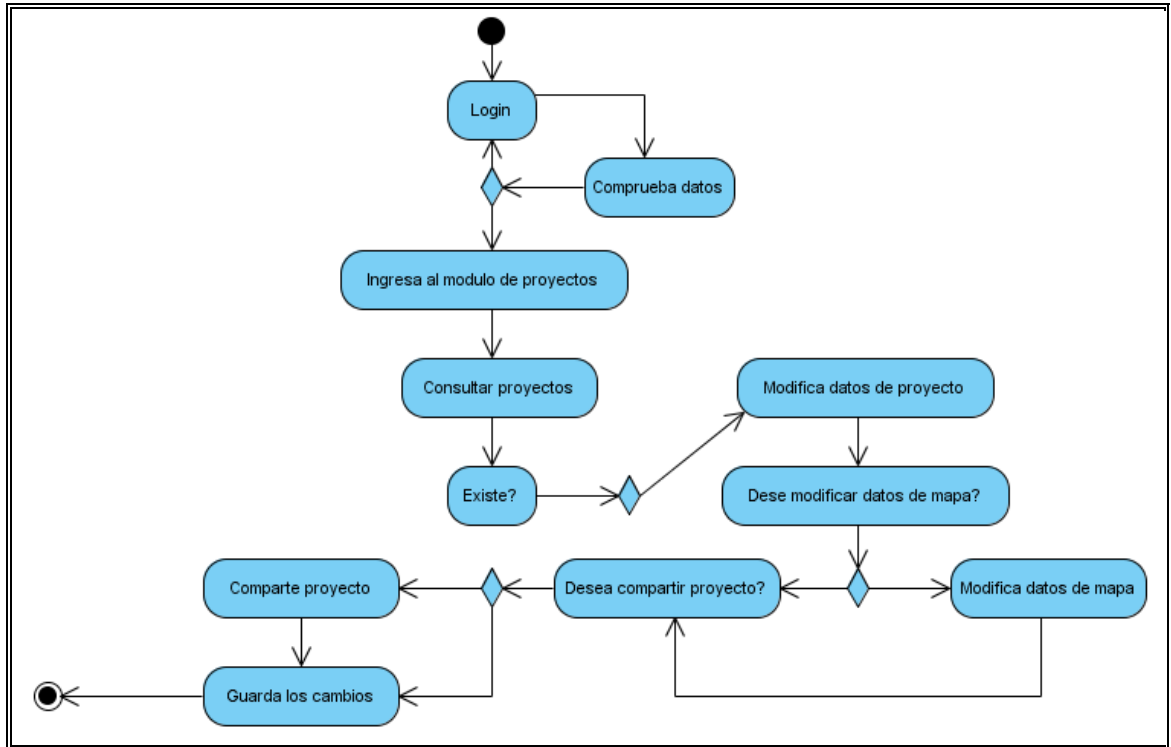 Login
Comprueba datos
Ingresa al modulo de proyectos
Consultar proyectos
Modifica datos de proyecto
Existe?
Dese modificar datos de mapa?
Comparte proyecto
Desea compartir proyecto?
Modifica datos de mapa
Guarda los cambios